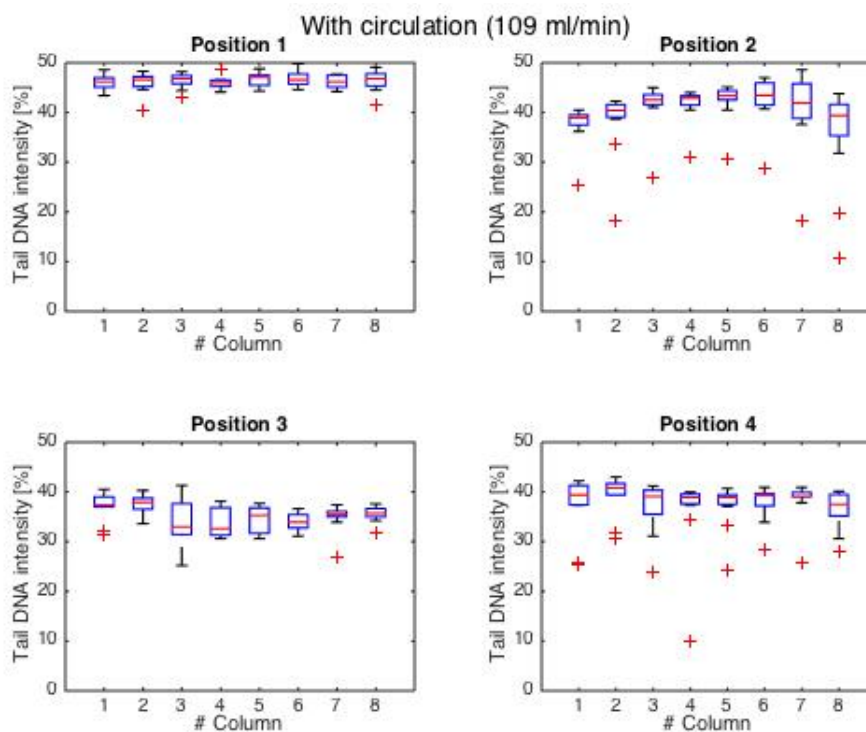 With circulation (109 ml/min)
Position 1
Position 2
Tail DNA intensity [%]
50
40
30
20
10
0
1 2 3 4 5 6 7 8
# Column
Tail DNA intensity [%]
50
40
30
20
10
0
1 2 3 4 5 6 7 8
# Column
Position 3
Position 4
Tail DNA intensity [%]
50
40
30
20
10
0
1 2 3 4 5 6 7 8
# Column
Tail DNA intensity [%]
50
40
30
20
10
0
1 2 3 4 5 6 7 8
# Column